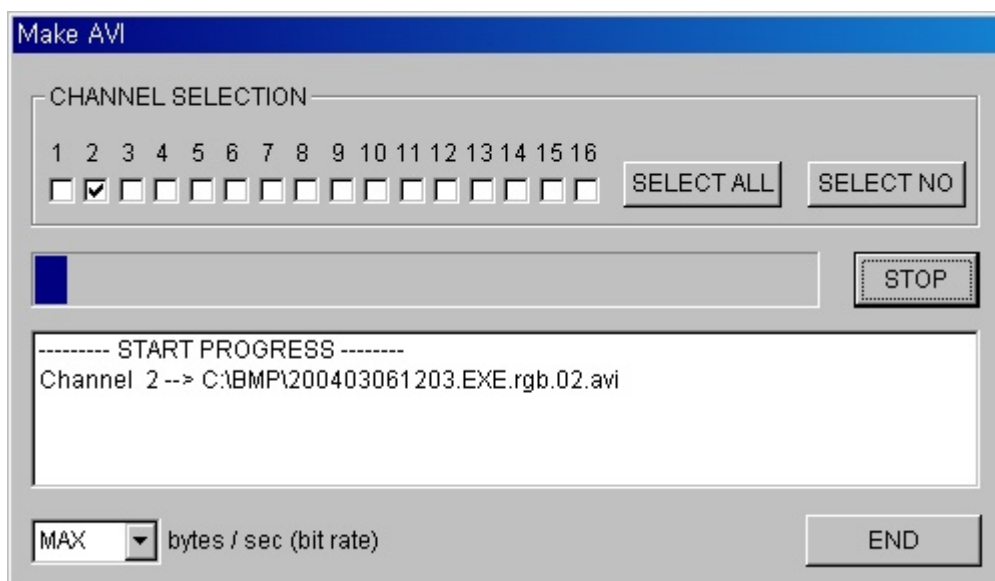 Make AVI
CHANNEL SELECTION
1 2 3 4 5 6 7 8 9 10 11 12 13 14 15 16
SELECT ALL SELECT NO
STOP
--------- START PROGRESS --------
Channel 2 --> C:\BMP\200403061203.EXE.rgb.02.avi
MAX bytes / sec (bit rate) END